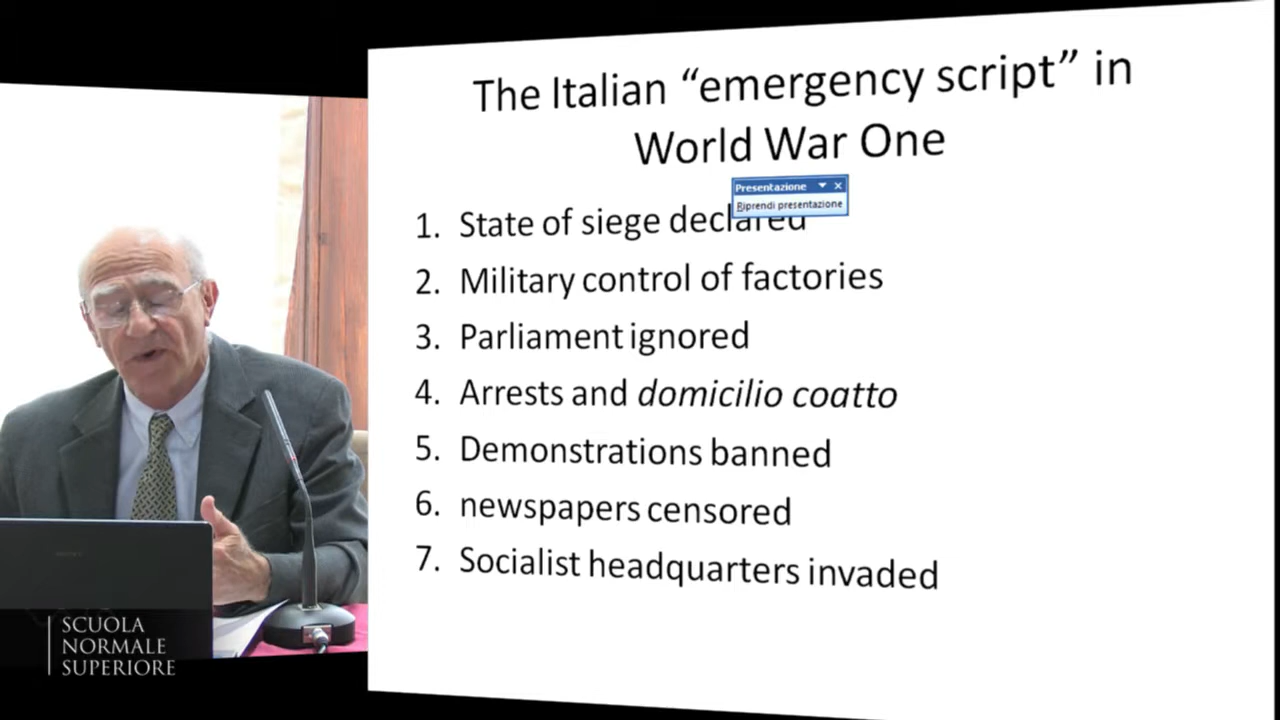 The Italian “emergency script” in
World War One
Presentazione
Riprendi presentazione
1. State of siege declared
2. Military control of factories
3. Parliament ignored
4. Arrests and domicilio coatto
5. Demonstrations banned
6. newspapers censored
7. Socialist headquarters invaded
SCUOLA
NORMALE
SUPERIORE